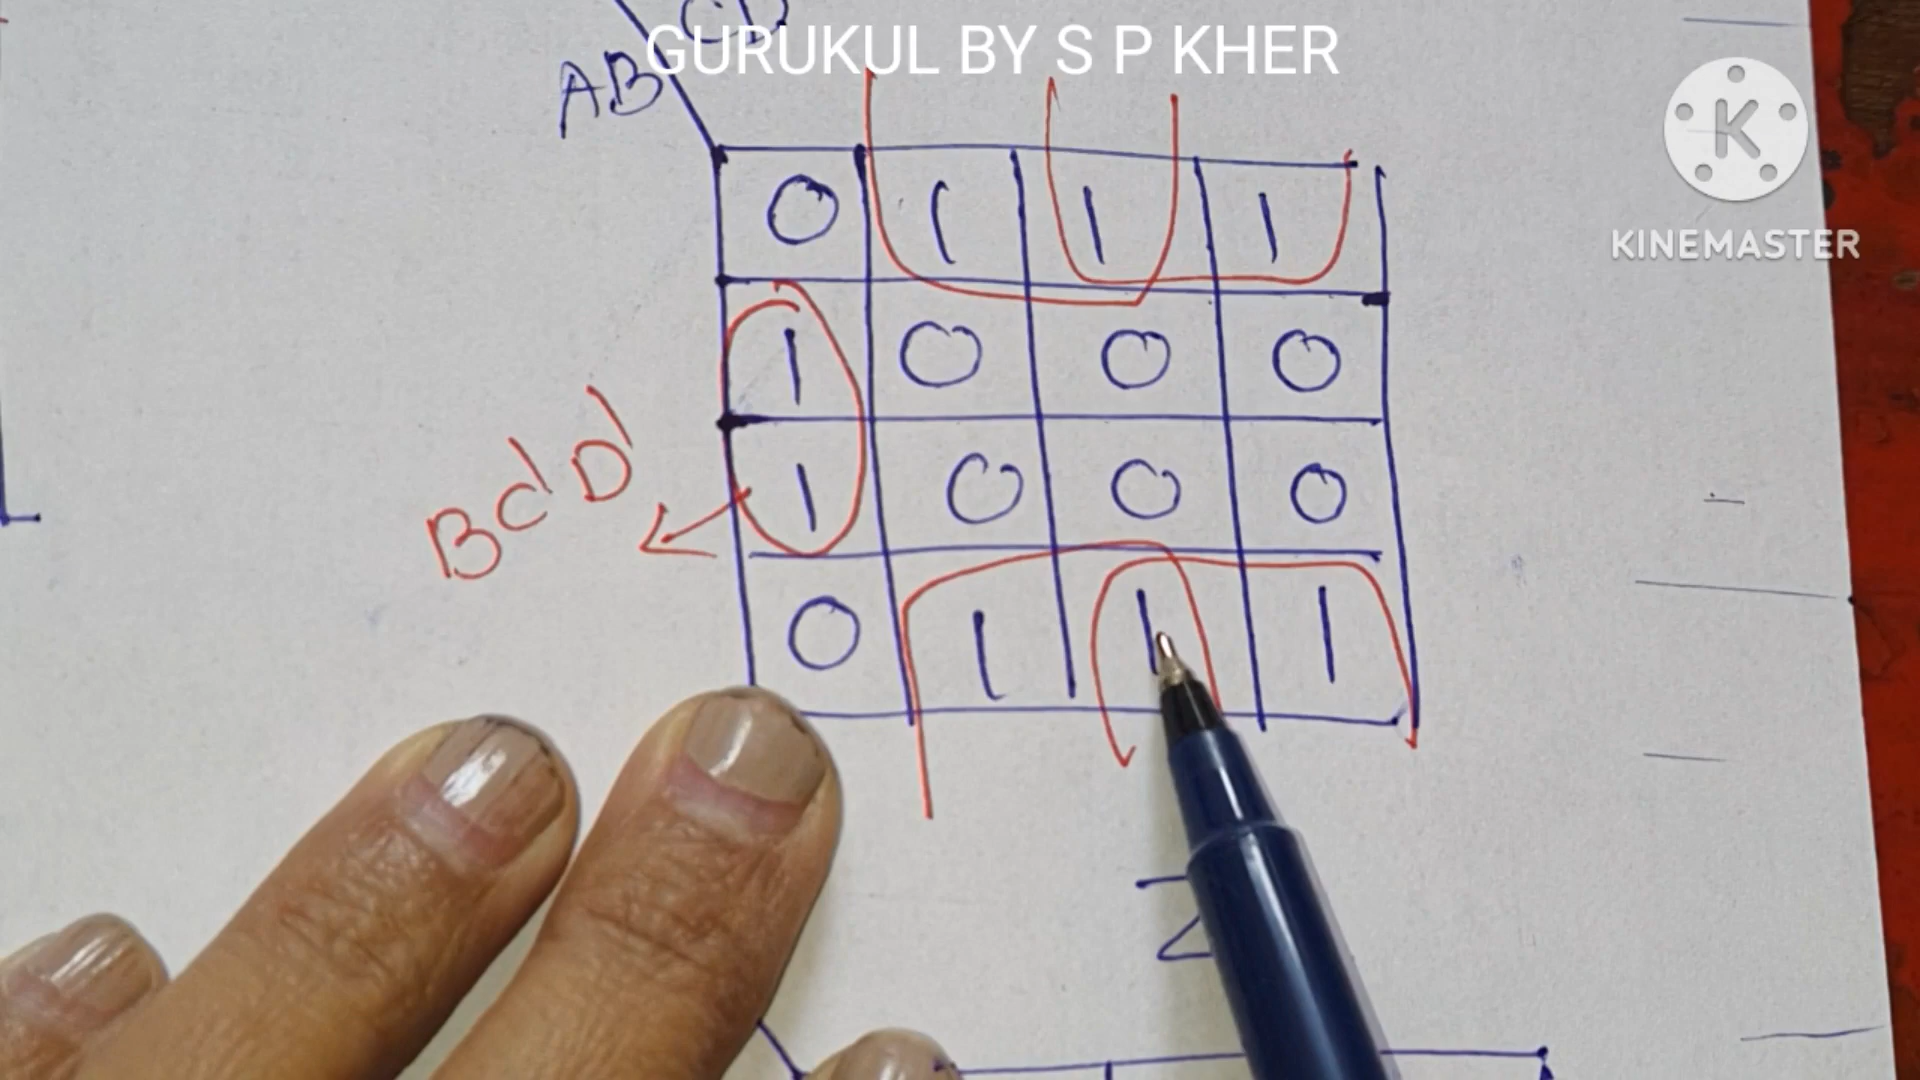 CD
GURUKUL BY S P KHER
AB
K
KINEMASTER
0 1 1 1
1 0 0 0
BC'D'
1 0 0 0
0 1 1 1